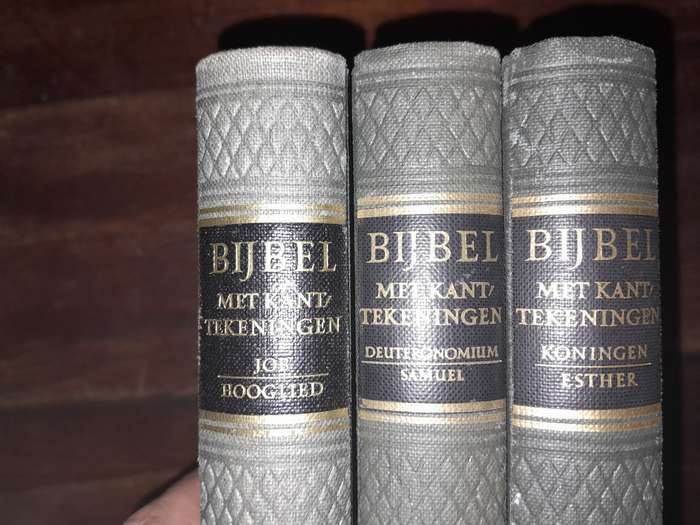 BIJBEL
MET KANT/
TEKENINGEN
JOB
HOOGLIED
BIJBEL
MET KANT/
TEKENINGEN
DEUTERONOMIUM
SAMUEL
BIJBEL
MET KANT/
TEKENINGEN
KONINGEN
ESTHER